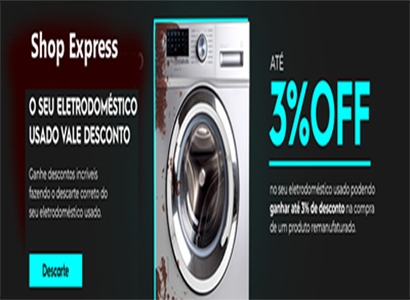 Shop Express
O SEU ELETRODOMÉSTICO
USADO VALE DESCONTO
Ganhe descontos incríveis
fazendo o descarte correto do
seu eletrodoméstico usado.
Descarte
ATÉ
3%OFF
no seu eletrodoméstico usado podendo
ganhar até 3% de desconto na compra
de um produto remanufaturado.